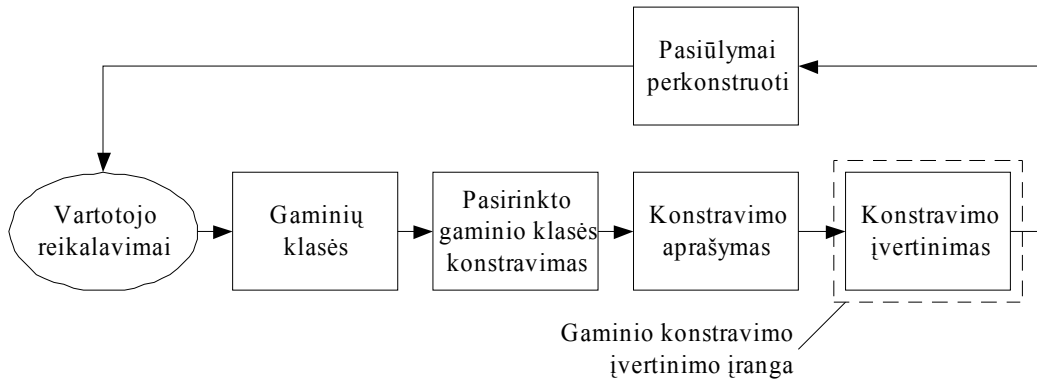 Pasiūlymai
perkonstruoti
Vartotojo
reikalavimai
Gaminių
klasės
Pasirinkto
gaminio klasės
konstravimas
Konstravimo
aprašymas
Konstravimo
įvertinimas
Gaminio konstravimo
įvertinimo įranga